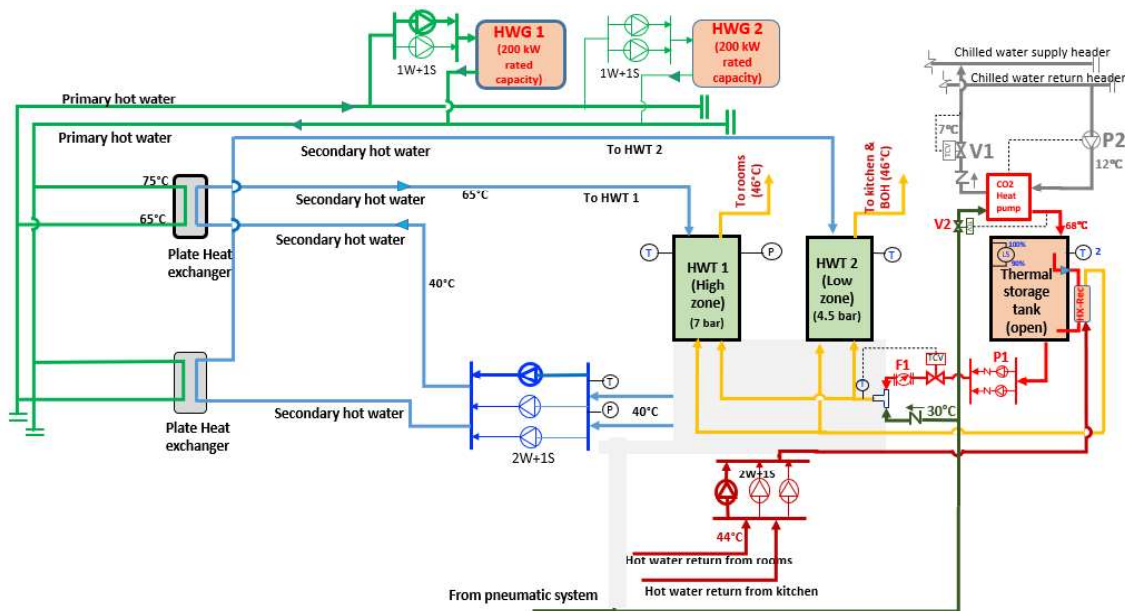 HWG 1
(200 kW
rated
capacity)
1W+1S
HWG 2
(200 kW
rated
capacity)
1W+1S
Chilled water supply header
Chilled water return header
Primary hot water
Primary hot water
Secondary hot water
To HWT 2
7°C
TCV
V1
P2
12°C
75°C
65°C
Secondary hot water
65°C
To HWT 1
Secondary hot water
Plate Heat
exchanger
40°C
To rooms
(46°C)
To kitchen &
BOH (46°C)
CO2
Heat
pump
V2
68°C
T
HWT 1
(High
zone)
(7 bar)
P
HWT 2
(Low
zone)
(4.5 bar)
T
100%
LS
90%
Thermal
storage
tank
(open)
T 2
HX-Rec
TCV
F1
P1
T
30°C
Secondary hot water
Plate Heat
exchanger
T
P
40°C
2W+1S
2W+1S
44°C
Hot water return from rooms
Hot water return from kitchen
From pneumatic system